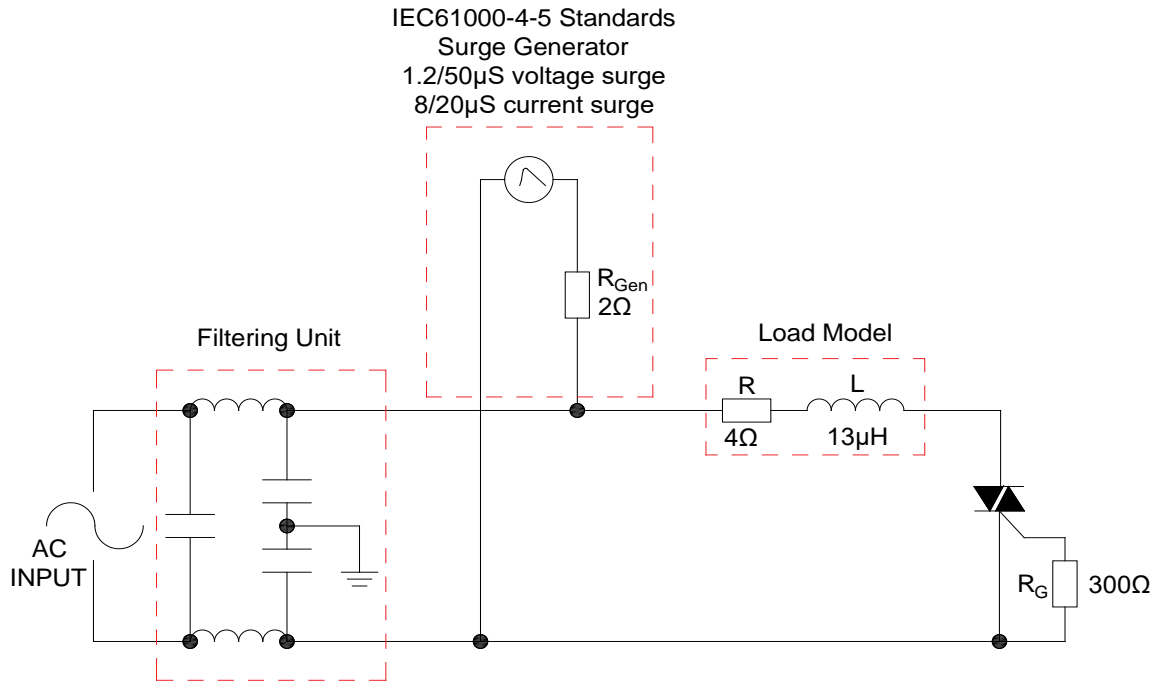 IEC61000-4-5 Standards
Surge Generator
1.2/50µS voltage surge
8/20µS current surge
RGen
2Ω
Filtering Unit
Load Model
R
L
4Ω
13µH
AC
INPUT
RG
300Ω